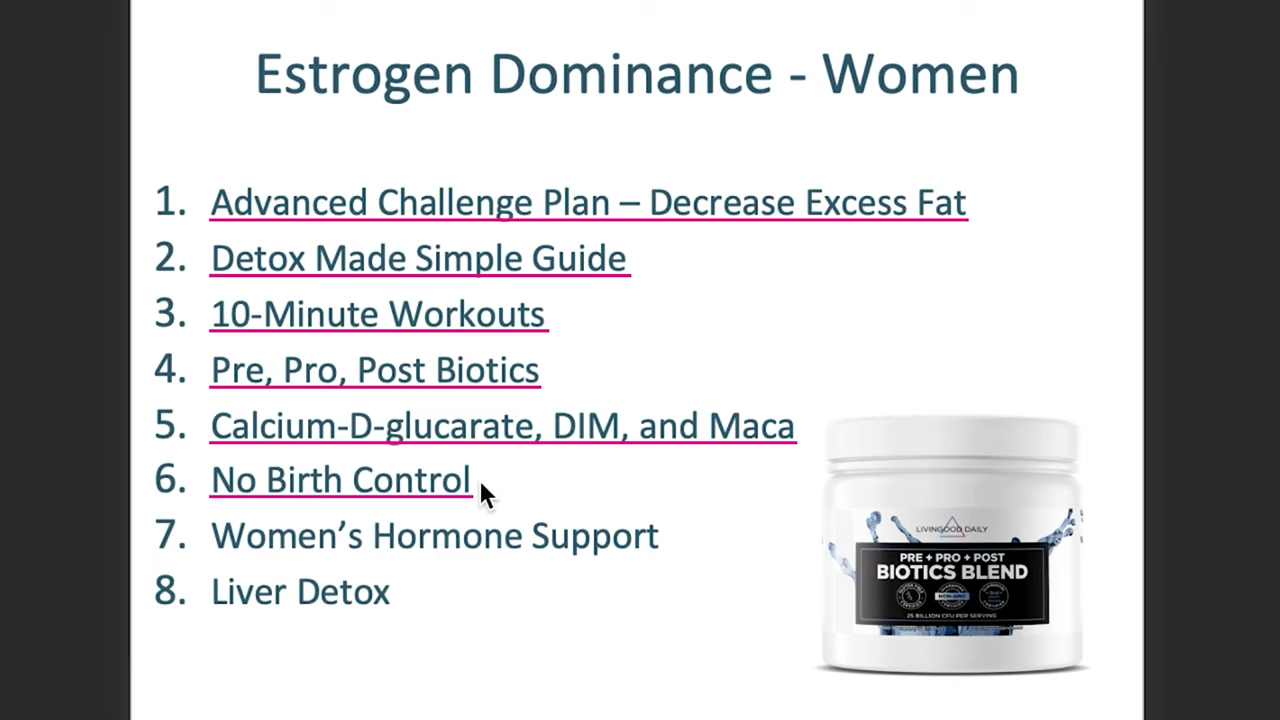 Estrogen Dominance - Women
1. Advanced Challenge Plan – Decrease Excess Fat
2. Detox Made Simple Guide
3. 10-Minute Workouts
4. Pre, Pro, Post Biotics
5. Calcium-D-glucarate, DIM, and Maca
6. No Birth Control
7. Women’s Hormone Support
8. Liver Detox
LIVINGOOD DAILY
PRE + PRO + POST
BIOTICS BLEND
NON-GMO
25 BILLION CFU PER SERVING